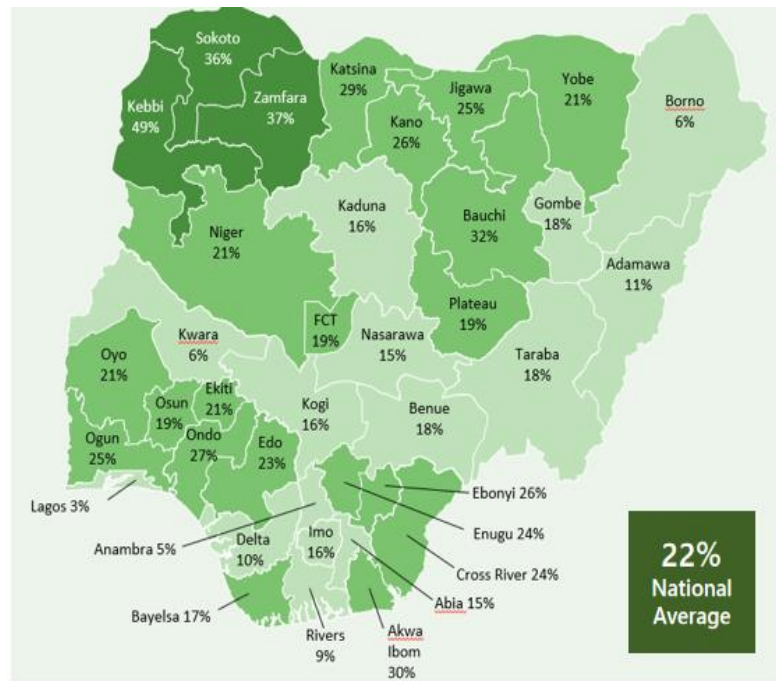 Sokoto
36%
Kebbi
49%
Zamfara
37%
Katsina
29%
Kano
26%
Jigawa
25%
Yobe
21%
Borno
6%
Niger
21%
Kaduna
16%
Bauchi
32%
Gombe
18%
Adamawa
11%
Plateau
19%
FCT
19%
Nasarawa
15%
Taraba
18%
Kwara
6%
Oyo
21%
Osun
19%
Ekiti
21%
Kogi
16%
Benue
18%
Ogun
25%
Ondo
27%
Edo
23%
Lagos 3%
Anambra 5%
Delta
10%
Imo
16%
Ebonyi 26%
Enugu 24%
Cross River 24%
Abia 15%
Bayelsa 17%
Rivers
9%
Akwa
Ibom
30%
22%
National
Average